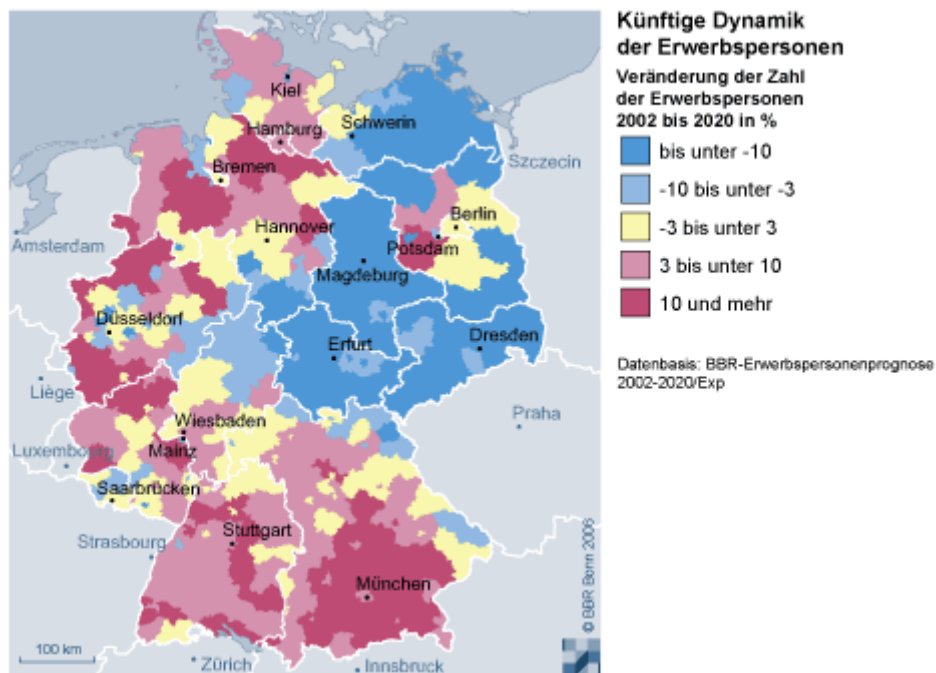 Künftige Dynamik
der Erwerbspersonen
Veränderung der Zahl
der Erwerbspersonen
2002 bis 2020 in %
bis unter -10
-10 bis unter -3
-3 bis unter 3
3 bis unter 10
10 und mehr
Datenbasis: BBR-Erwerbspersonenprognose
2002-2020/Exp
Kiel
Hamburg
Schwerin
Szczecin
Bremen
Berlin
Amsterdam
Hannover
Potsdam
Magdeburg
Düsseldorf
Dresden
Erfurt
Liège
Praha
Wiesbaden
Luxembourg
Mainz
Saarbrücken
Strasbourg
Stuttgart
München
100 km
Zürich
Innsbruck
© BBR Bonn 2006